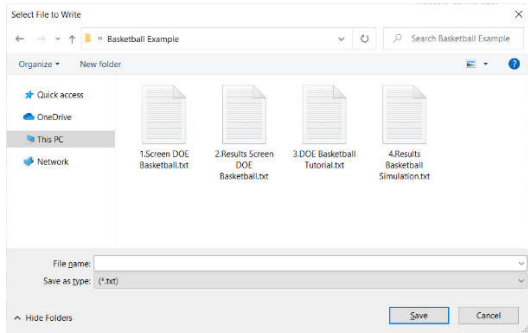 Select File to Write
« Basketball Example
Search Basketball Example
Organize
New folder
Quick access
OneDrive
This PC
Network
1.Screen DOE
Basketball.txt
2.Results Screen
DOE
Basketball.txt
3.DOE Basketball
Tutorial.txt
4.Results
Basketball
Simulation.txt
File name:
Save as type: (*.txt)
Hide Folders
Save
Cancel